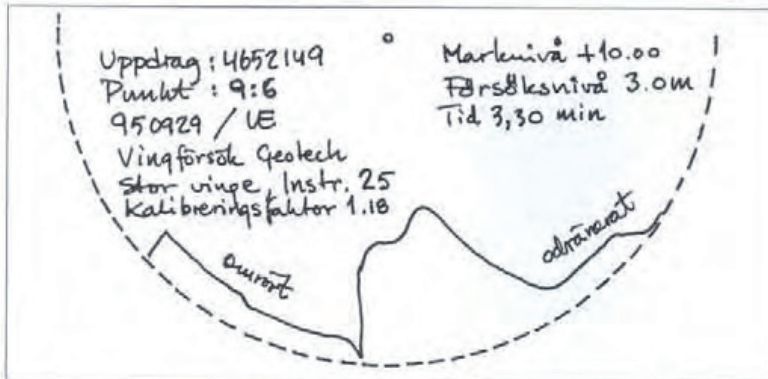 Uppdrag : 4652149
Punkt : 9:6
950929 / UE
Vingförsök Geotech
Stor vinge, Instr. 25
Kalibreringsfaktor 1.18
Marknivå +10.00
Försöksnivå 3.0m
Tid 3,30 min
omrört
odränerat